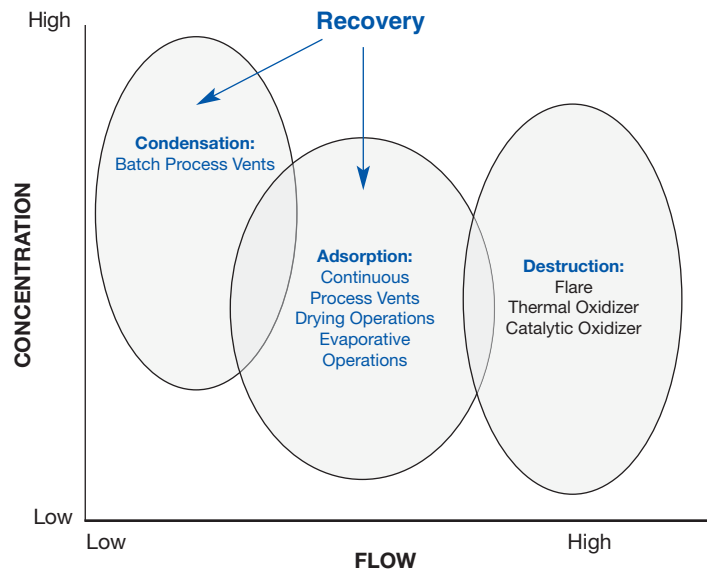 High
Recovery
Condensation:
Batch Process Vents
CONCENTRATION
Adsorption:
Continuous
Process Vents
Drying Operations
Evaporative
Operations
Destruction:
Flare
Thermal Oxidizer
Catalytic Oxidizer
Low
Low
High
FLOW